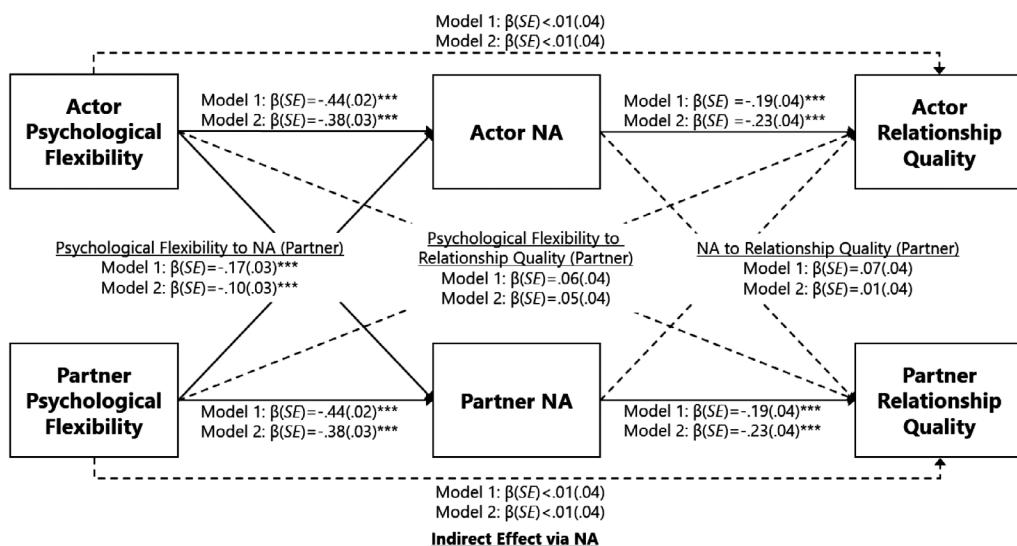 Model 1: β(SE)<.01(.04)
Model 2: β(SE)<.01(.04)
Actor
Psychological
Flexibility
Model 1: β(SE)=-.44(.02)***
Model 2: β(SE)=-.38(.03)***
Actor NA
Model 1: β(SE) =-.19(.04)***
Model 2: β(SE) =-.23(.04)***
Actor
Relationship
Quality
Psychological Flexibility to NA (Partner)
Model 1: β(SE)=-.17(.03)***
Model 2: β(SE)=-.10(.03)***
Psychological Flexibility to
Relationship Quality (Partner)
Model 1: β(SE)=.06(.04)
Model 2: β(SE)=.05(.04)
NA to Relationship Quality (Partner)
Model 1: β(SE)=.07(.04)
Model 2: β(SE)=.01(.04)
Partner
Psychological
Flexibility
Model 1: β(SE)=-.44(.02)***
Model 2: β(SE)=-.38(.03)***
Partner NA
Model 1: β(SE)=-.19(.04)***
Model 2: β(SE)=-.23(.04)***
Partner
Relationship
Quality
Model 1: β(SE)<.01(.04)
Model 2: β(SE)<.01(.04)
Indirect Effect via NA